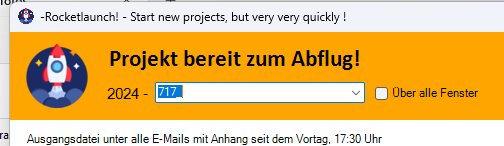 -Rocketlaunch! - Start new projects, but very very quickly !
Projekt bereit zum Abflug!
2024 - 717_ Über alle Fenster
Ausgangsdatei unter alle E-Mails mit Anhang seit dem Vortag, 17:30 Uhr